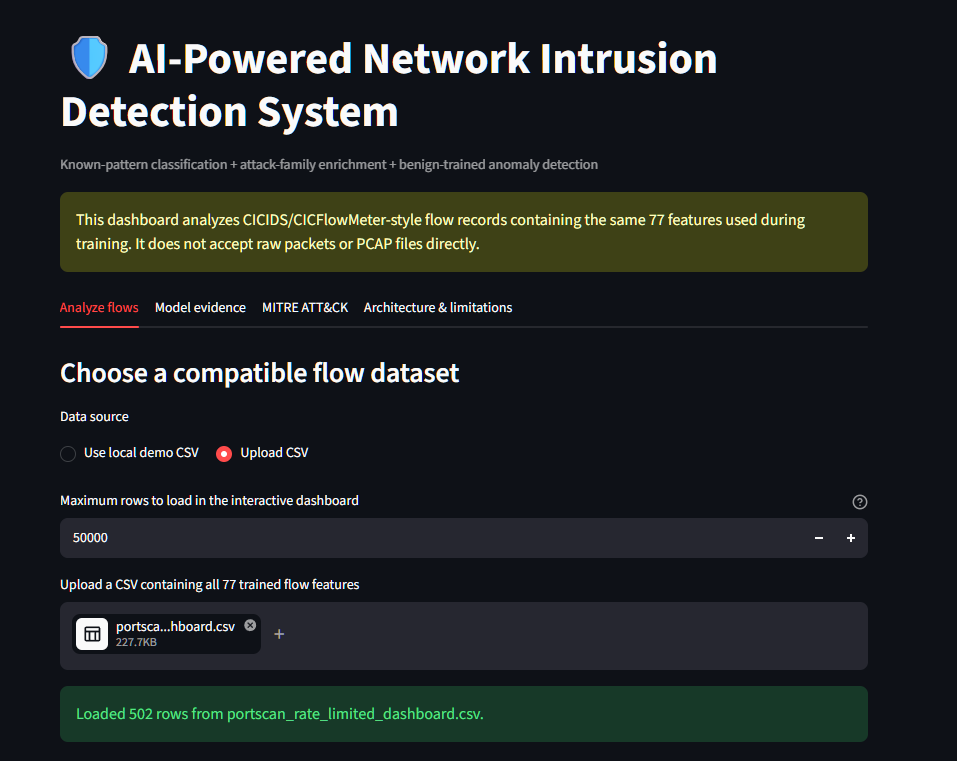 AI-Powered Network Intrusion
Detection System
Known-pattern classification + attack-family enrichment + benign-trained anomaly detection
This dashboard analyzes CICIDS/CICFlowMeter-style flow records containing the same 77 features used during
training. It does not accept raw packets or PCAP files directly.
Analyze flows Model evidence MITRE ATT&CK Architecture & limitations
Choose a compatible flow dataset
Data source
Use local demo CSV Upload CSV
Maximum rows to load in the interactive dashboard
50000
Upload a CSV containing all 77 trained flow features
portsca...hboard.csv
227.7KB
Loaded 502 rows from portscan_rate_limited_dashboard.csv.